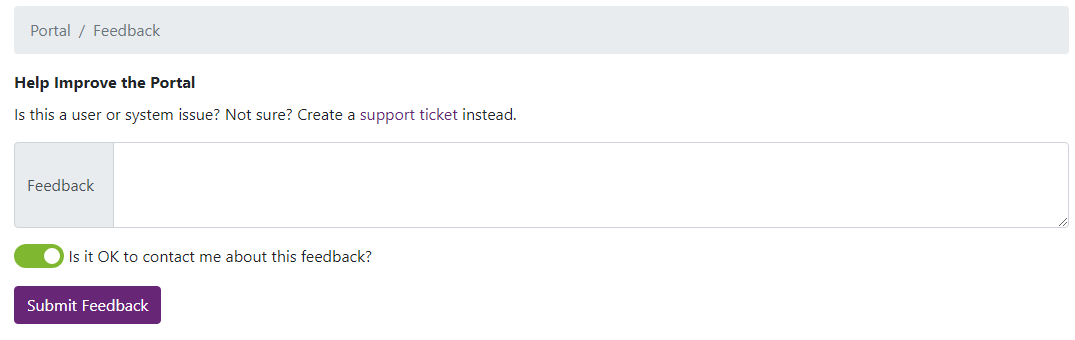 Portal / Feedback
Help Improve the Portal
Is this a user or system issue? Not sure? Create a support ticket instead.
Feedback
Is it OK to contact me about this feedback?
Submit Feedback